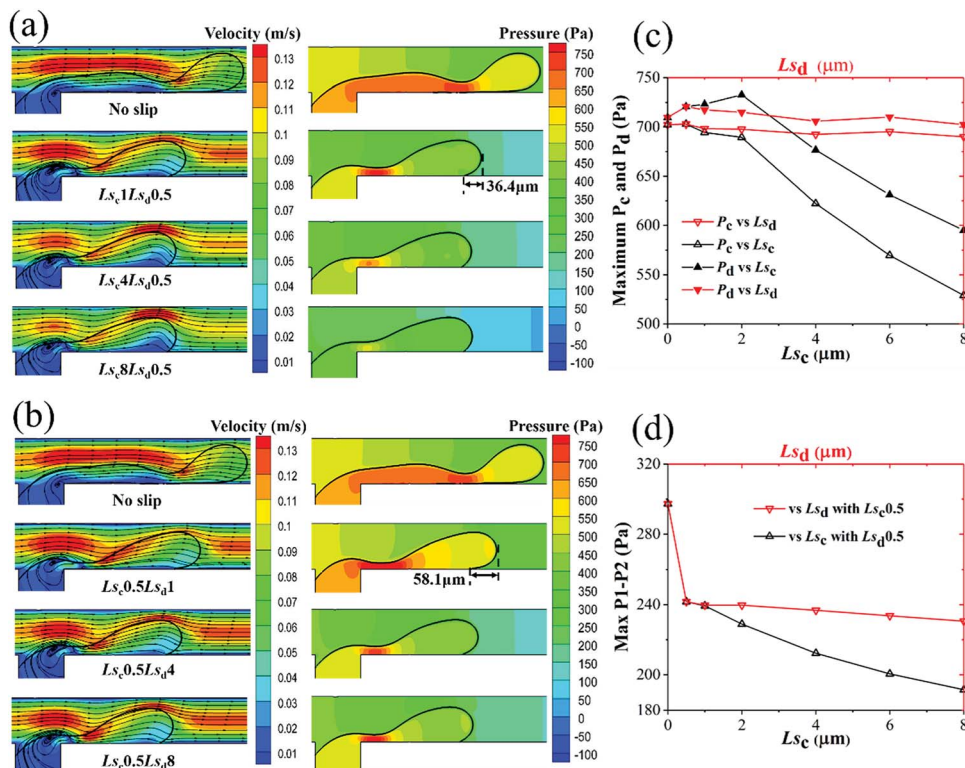 (a)
Velocity (m/s)
0.13
0.12
0.11
0.1
0.09
0.08
0.07
0.06
0.05
0.04
0.03
0.02
0.01
No slip
Lsc1Lsd0.5
Lsc4Lsd0.5
Lsc8Lsd0.5
Pressure (Pa)
750
700
650
600
550
500
450
400
350
300
250
200
150
100
50
0
-50
-100
36.4μm
(b)
Velocity (m/s)
0.13
0.12
0.11
0.1
0.09
0.08
0.07
0.06
0.05
0.04
0.03
0.02
0.01
No slip
Lsc0.5Lsd1
Lsc0.5Lsd4
Lsc0.5Lsd8
Pressure (Pa)
750
700
650
600
550
500
450
400
350
300
250
200
150
100
50
0
-50
-100
58.1μm
(c)
Lsd (μm)
Maximum Pc and Pd (Pa)
750
700
650
600
550
500
Pc vs Lsd
Pc vs Lsc
Pd vs Lsc
Pd vs Lsd
0 2 4 6 8
Lsc (μm)
(d)
Lsd (μm)
Max P1-P2 (Pa)
320
280
240
200
180
vs Lsd with Lsc0.5
vs Lsc with Lsd0.5
0 2 4 6 8
Lsc (μm)